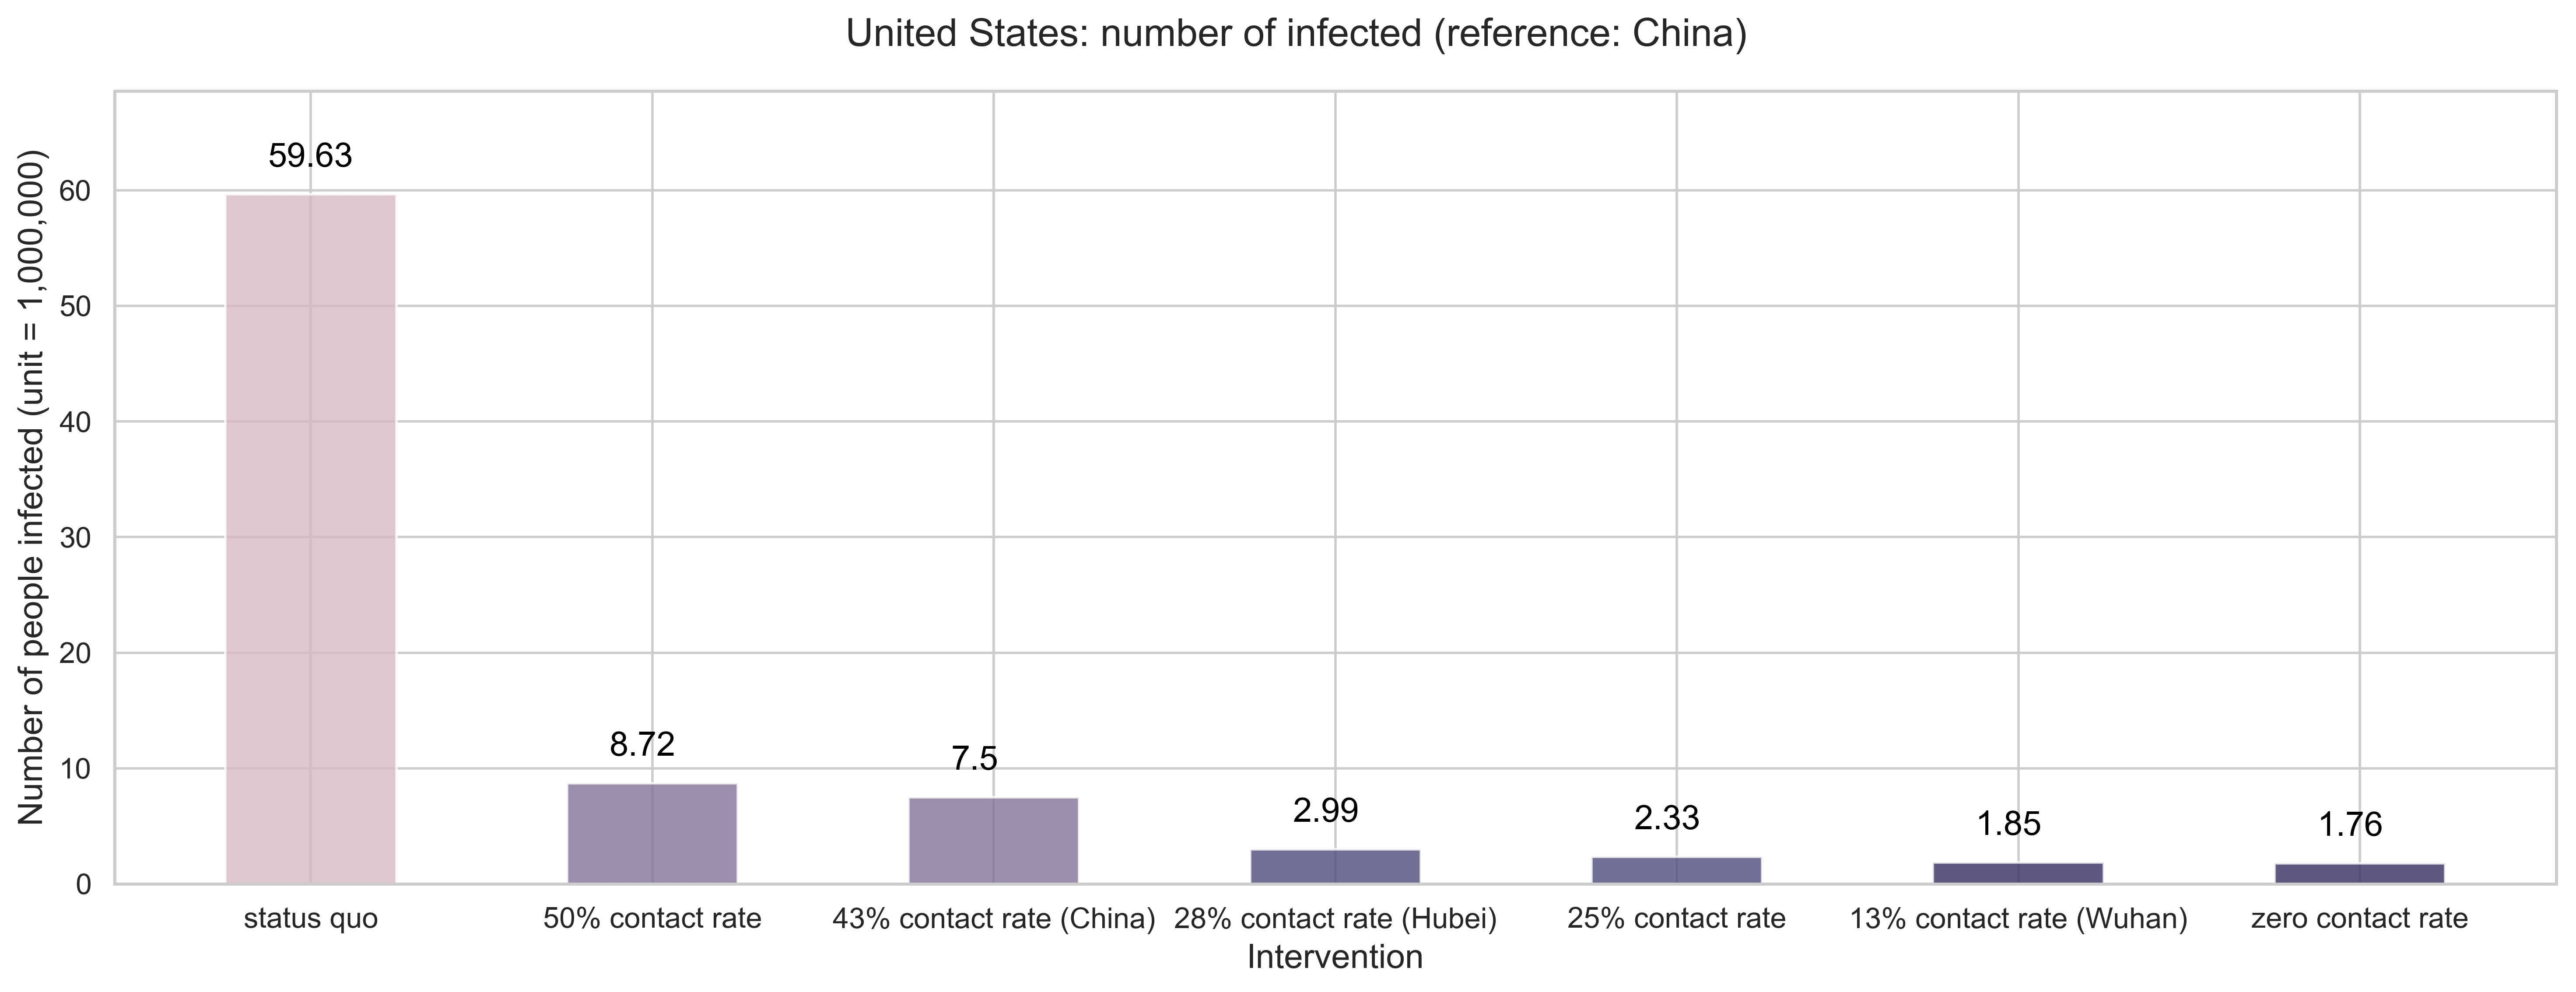 United States: number of infected (reference: China)
Number of people infected (unit = 1,000,000)
60
50
40
30
20
10
0
59.63
8.72
7.5
2.99
2.33
1.85
1.76
status quo
50% contact rate
43% contact rate (China)
28% contact rate (Hubei)
25% contact rate
13% contact rate (Wuhan)
zero contact rate
Intervention